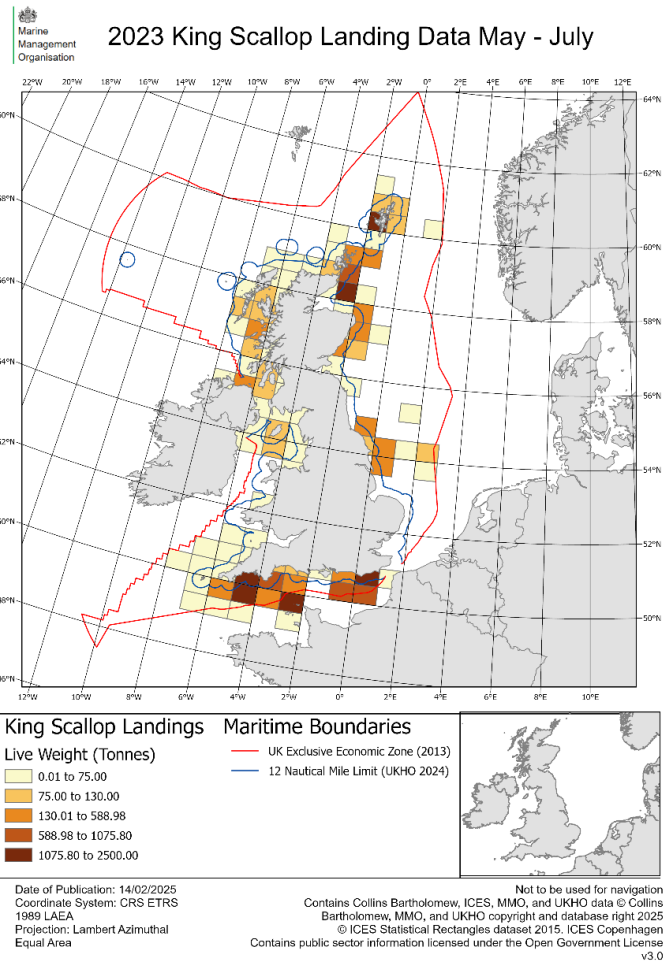 Marine
Management
Organisation
2023 King Scallop Landing Data May - July
22°W 20°W 18°W 16°W 14°W 12°W 10°W 8°W 6°W 4°W 2°W 0° 2°E 4°E 6°E 8°E 10°E 12°E
64°N
60°N
62°N
58°N
60°N
56°N
58°N
54°N
56°N
52°N
54°N
50°N
52°N
48°N
50°N
46°N
12°W 10°W 8°W 6°W 4°W 2°W 0° 2°E 4°E 6°E 8°E 10°E
King Scallop Landings
Live Weight (Tonnes)
0.01 to 75.00
75.00 to 130.00
130.01 to 588.98
588.98 to 1075.80
1075.80 to 2500.00
Maritime Boundaries
UK Exclusive Economic Zone (2013)
12 Nautical Mile Limit (UKHO 2024)
Date of Publication: 14/02/2025
Coordinate System: CRS ETRS
1989 LAEA
Projection: Lambert Azimuthal
Equal Area
Not to be used for navigation
Contains Collins Bartholomew, ICES, MMO, and UKHO data © Collins
Bartholomew, MMO, and UKHO copyright and database right 2025
© ICES Statistical Rectangles dataset 2015. ICES Copenhagen
Contains public sector information licensed under the Open Government License
v3.0